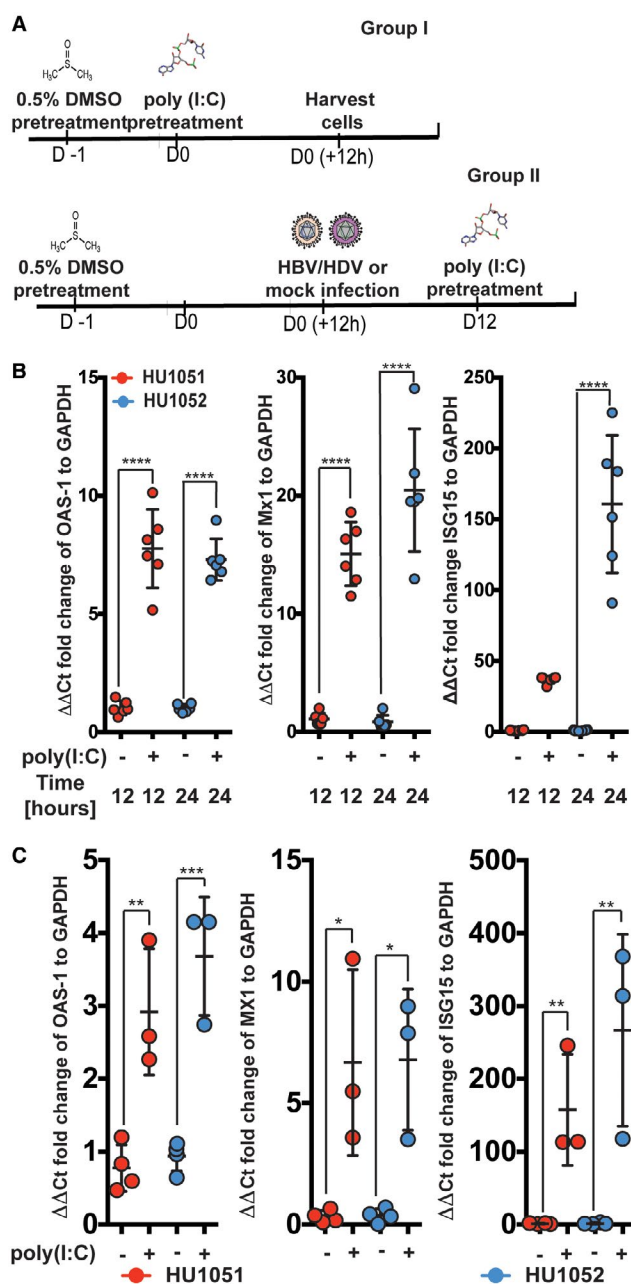 A
Group I
O
S
H₃C CH₃
0.5% DMSO
pretreatment
poly (I:C)
pretreatment
Harvest
cells
D -1 D0 D0 (+12h)
Group II
O
S
H₃C CH₃
0.5% DMSO
pretreatment
HBV/HDV or
mock infection
poly (I:C)
pretreatment
D -1 D0 D0 (+12h) D12
B
HU1051
HU1052
ΔΔCt fold change of OAS-1 to GAPDH
15
10
5
0
**** ****
ΔΔCt fold change of Mx1 to GAPDH
30
20
10
0
**** ****
ΔΔCt fold change ISG15 to GAPDH
250
200
150
100
50
0
****
poly(I:C) - + - + - + - + - + - +
Time
[hours]
12 12 24 24 12 12 24 24 12 12 24 24
C
ΔΔCt fold change of OAS-1 to GAPDH
5
4
3
2
1
0
** ***
ΔΔCt fold change of MX1 to GAPDH
15
10
5
0
* *
ΔΔCt fold change of ISG15 to GAPDH
500
400
300
200
100
0
** **
poly(I:C) - + - + - + - + - + - +
HU1051 HU1052